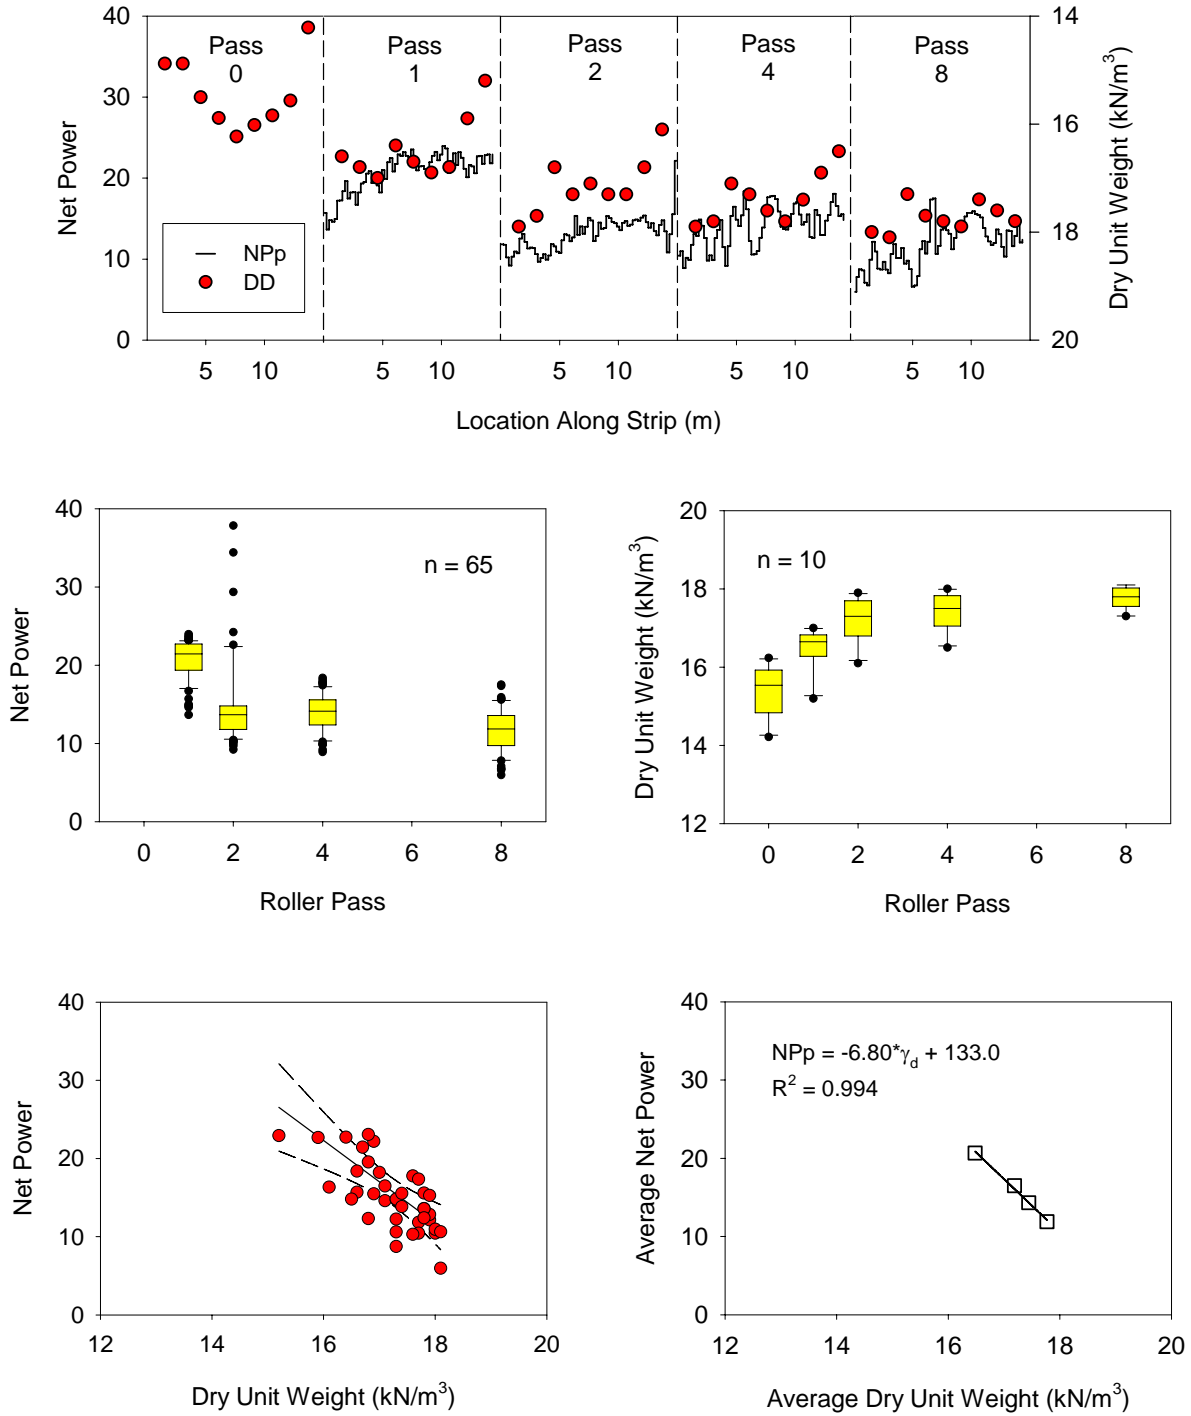 40
30
20
10
0
Net Power
Pass
0
Pass
1
Pass
2
Pass
4
Pass
8
NPp
DD
14
16
18
20
Dry Unit Weight (kN/m³)
5 10 5 10 5 10 5 10 5 10
Location Along Strip (m)
40
30
20
10
0
Net Power
n = 65
0 2 4 6 8
Roller Pass
20
18
16
14
12
Dry Unit Weight (kN/m³)
n = 10
0 2 4 6 8
Roller Pass
40
30
20
10
0
Net Power
12 14 16 18 20
Dry Unit Weight (kN/m³)
40
30
20
10
0
Average Net Power
NPp = -6.80*γd + 133.0
R² = 0.994
12 14 16 18 20
Average Dry Unit Weight (kN/m³)